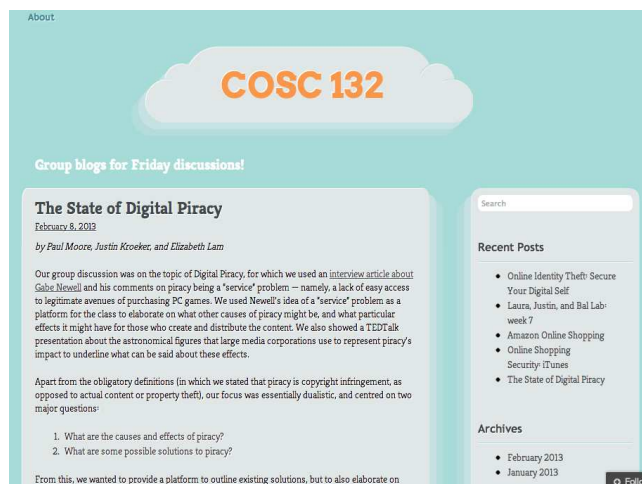 About
COSC 132
Group blogs for Friday discussions!
The State of Digital Piracy
February 8, 2013
by Paul Moore, Justin Kroeker, and Elizabeth Lam
Our group discussion was on the topic of Digital Piracy, for which we used an interview article about
Gabe Newell and his comments on piracy being a "service" problem — namely, a lack of easy access
to legitimate avenues of purchasing PC games. We used Newell's idea of a "service" problem as a
platform for the class to elaborate on what other causes of piracy might be, and what particular
effects it might have for those who create and distribute the content. We also showed a TEDTalk
presentation about the astronomical figures that large media corporations use to represent piracy's
impact to underline what can be said about these effects.
Apart from the obligatory definitions (in which we stated that piracy is copyright infringement, as
opposed to actual content or property theft), our focus was essentially dualistic, and centred on two
major questions:
1. What are the causes and effects of piracy?
2. What are some possible solutions to piracy?
From this, we wanted to provide a platform to outline existing solutions, but to also elaborate on
Search
Recent Posts
Online Identity Theft: Secure
Your Digital Self
Laura, Justin, and Bal Lab:
week 7
Amazon Online Shopping
Online Shopping
Security: iTunes
The State of Digital Piracy
Archives
February 2013
January 2013